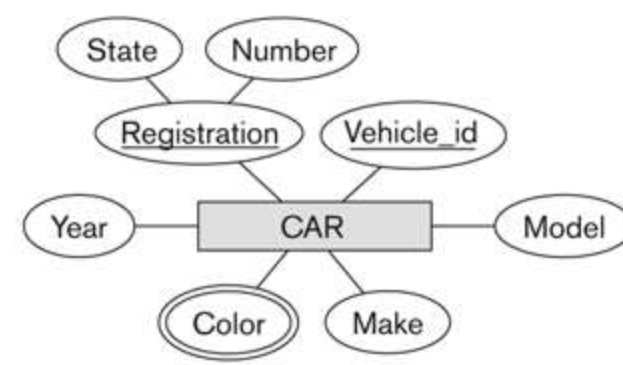 State Number
Registration Vehicle_id
Year CAR Model
Color Make